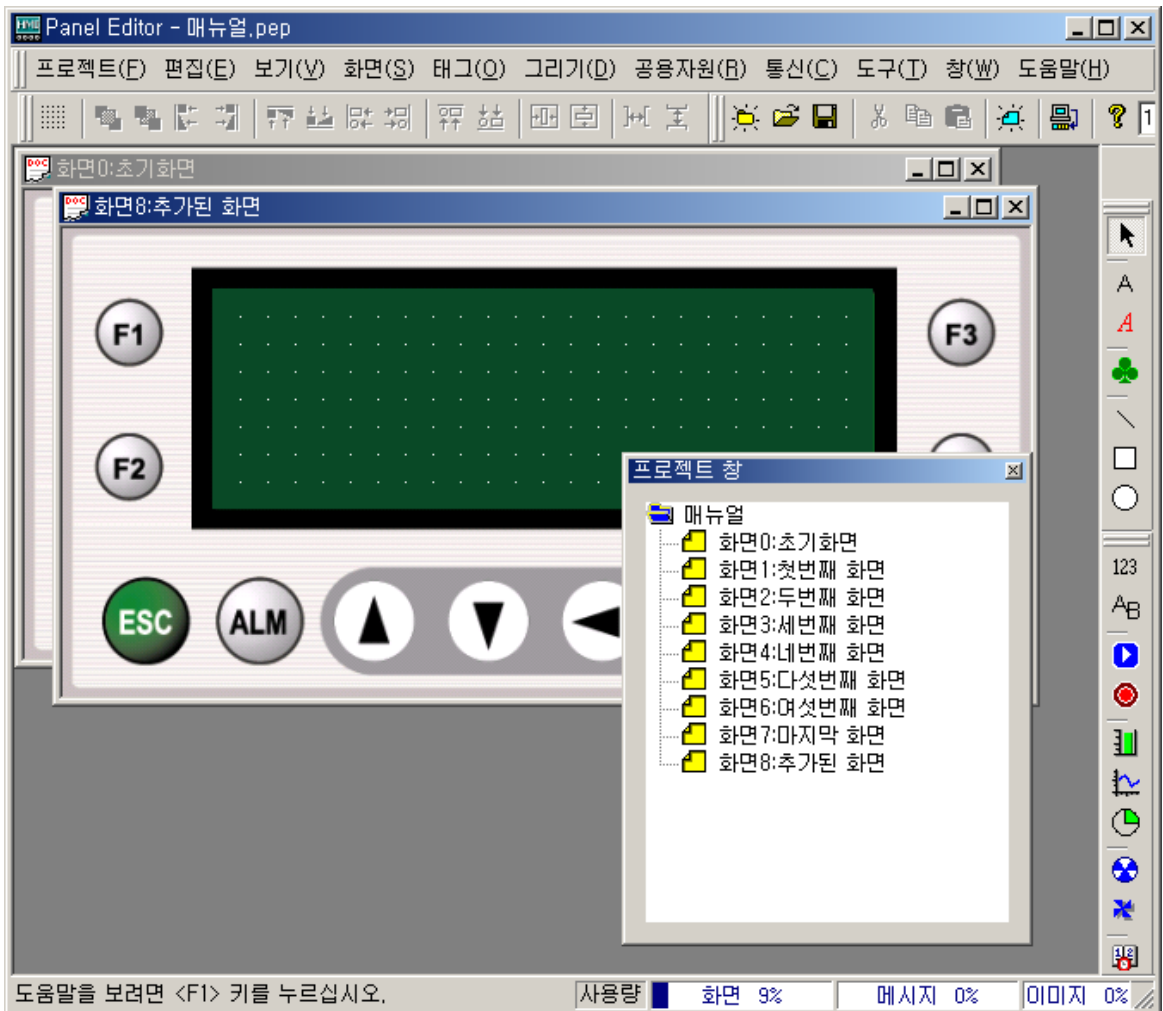 Panel Editor - 매뉴얼.pep
프로젝트(F) 편집(E) 보기(V) 화면(S) 태그(O) 그리기(D) 공용자원(R) 통신(C) 도구(T) 창(W) 도움말(H)
화면0:초기화면
화면8:추가된 화면
F1
F3
F2
ESC
ALM
프로젝트 창
매뉴얼
화면0:초기화면
화면1:첫번째 화면
화면2:두번째 화면
화면3:세번째 화면
화면4:네번째 화면
화면5:다섯번째 화면
화면6:여섯번째 화면
화면7:마지막 화면
화면8:추가된 화면
A
A
123
AB
도움말을 보려면 <F1> 키를 누르십시오.
사용량 화면 9% 메시지 0% 이미지 0%